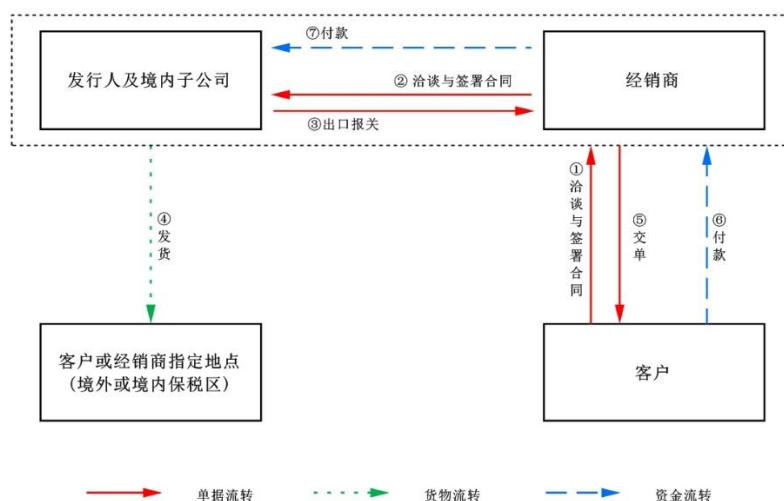 ⑦付款
发行人及境内子公司
② 洽谈与签署合同
经销商
③出口报关
④发货
①洽谈与签署合同
⑤交单
⑥付款
客户或经销商指定地点
（境外或境内保税区）
客户
单据流转
货物流转
资金流转